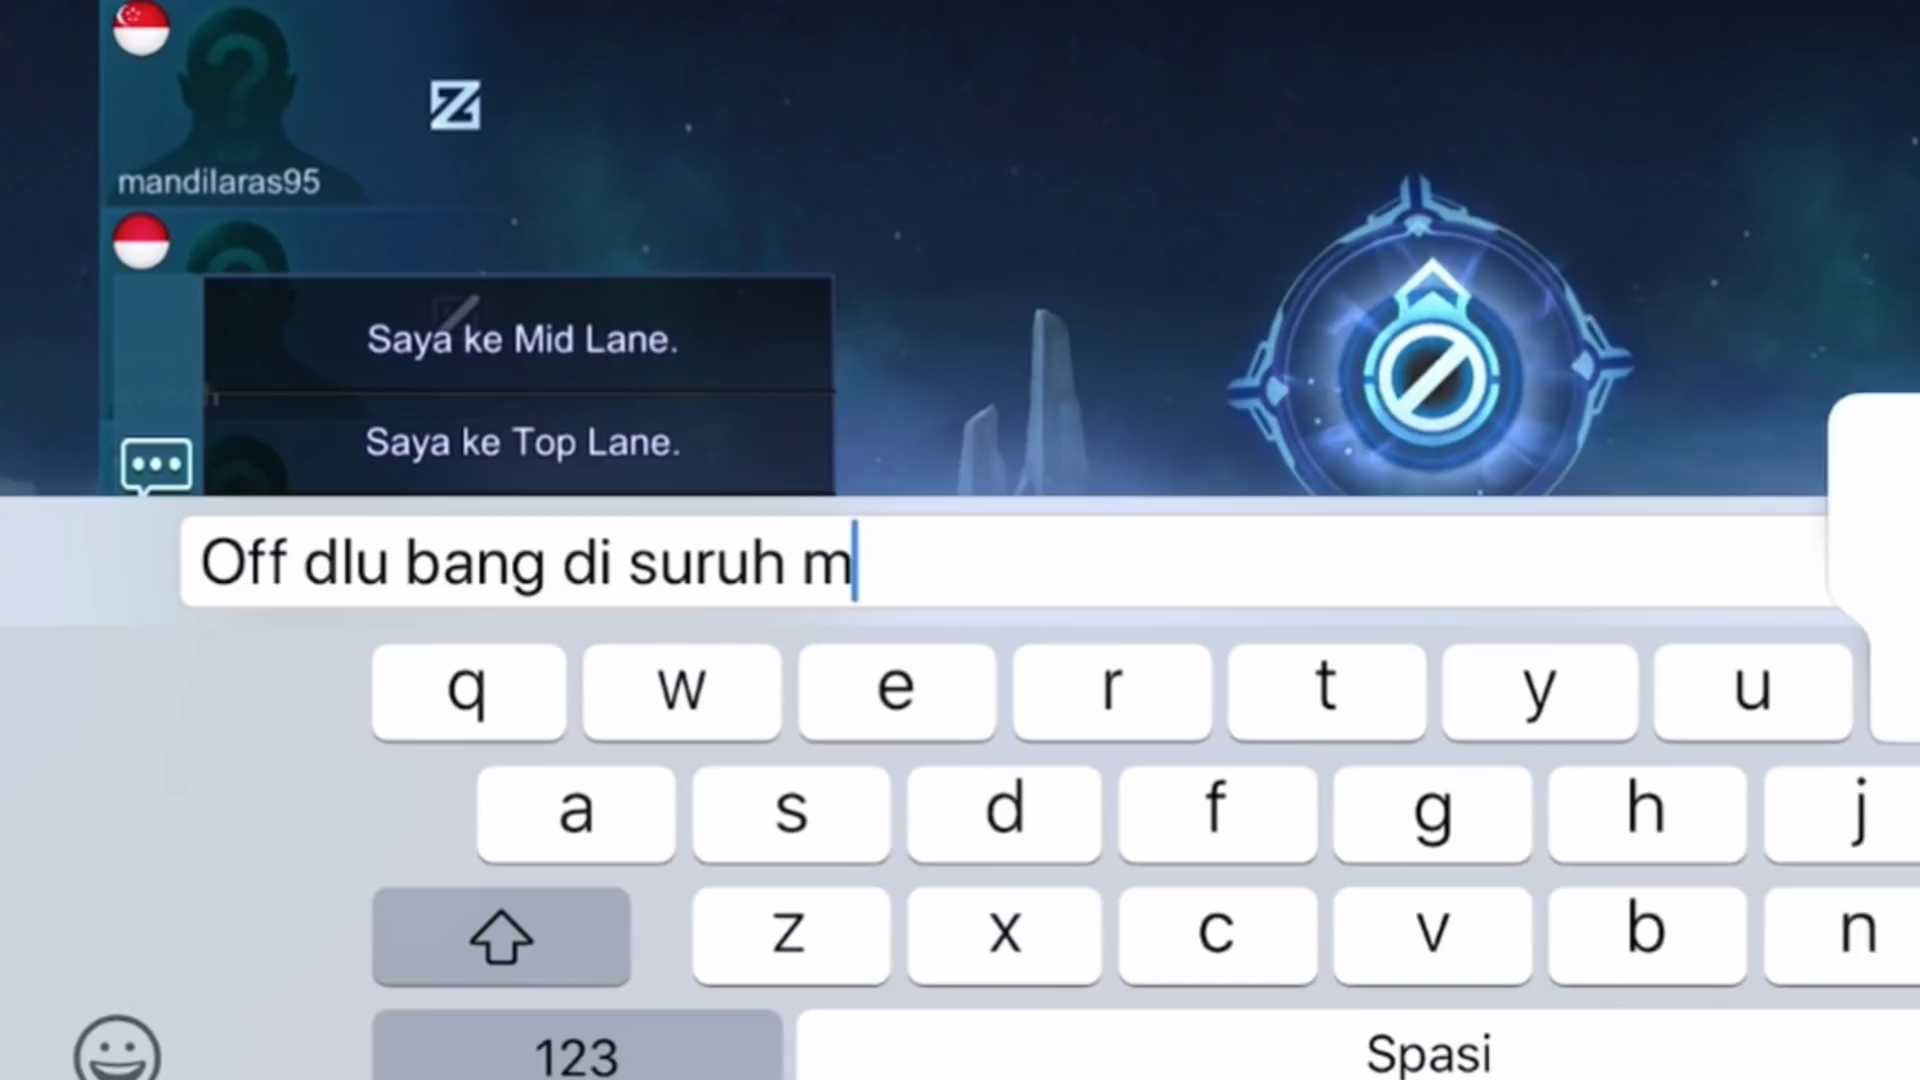 mandilaras95
Saya ke Mid Lane.
Saya ke Top Lane.
Off dlu bang di suruh m
q w e r t y u
a s d f g h j
z x c v b n
123 Spasi